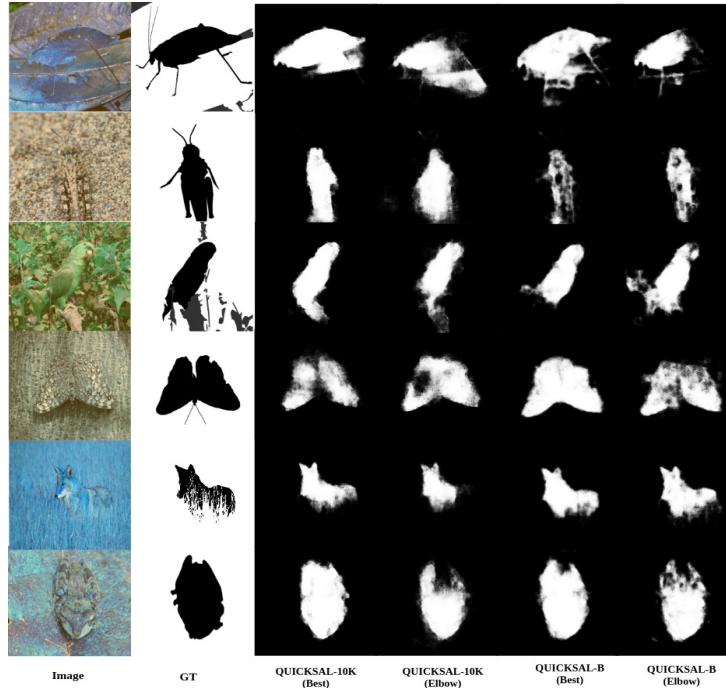 Image
GT
QUICKSAL-10K
(Best)
QUICKSAL-10K
(Elbow)
QUICKSAL-B
(Best)
QUICKSAL-B
(Elbow)